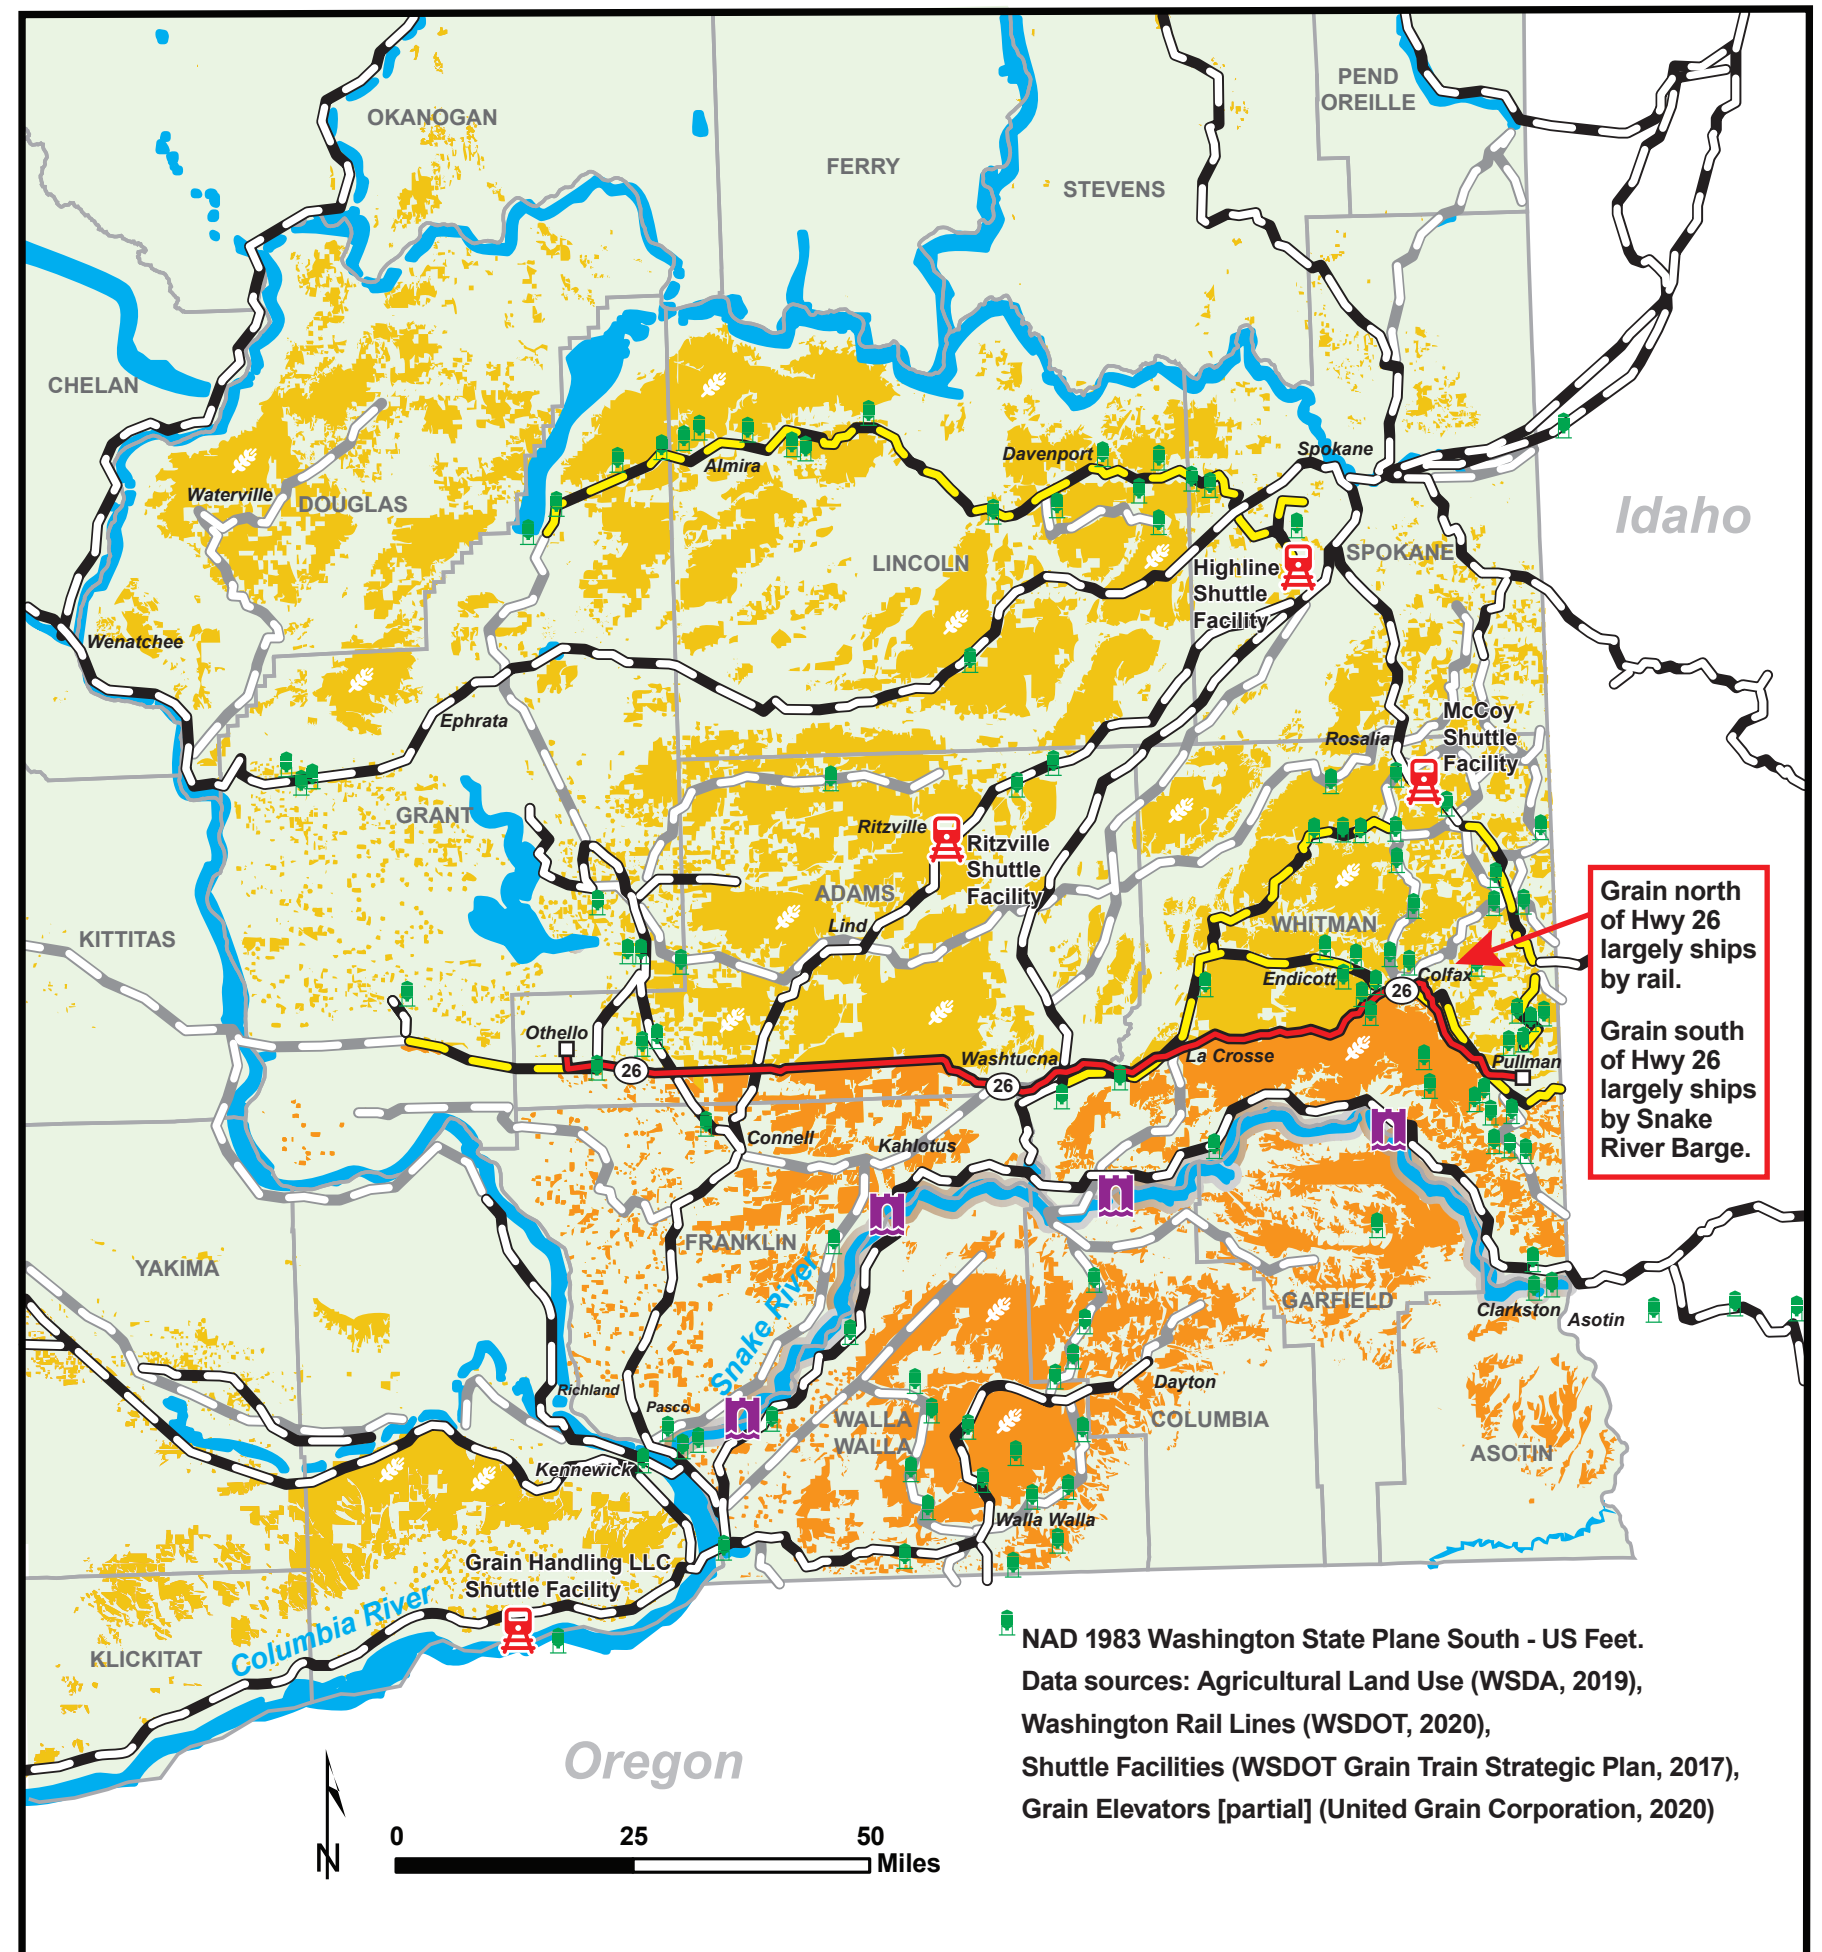 PEND
OREILLE
OKANOGAN
FERRY
STEVENS
CHELAN
Spokane
Davenport
Almira
Waterville
DOUGLAS
Idaho
LINCOLN
SPOKANE
Highline
Shuttle
Facility
Wenatchee
Ephrata
McCoy
Shuttle
Facility
Rosalia
GRANT
Ritzville
Ritzville
Shuttle
Facility
ADAMS
Lind
WHITMAN
KITTITAS
Endicott
Colfax
26
Grain north
of Hwy 26
largely ships
by rail.
Grain south
of Hwy 26
largely ships
by Snake
River Barge.
Othello
26
Washtucna
26
La Crosse
Pullman
Connell
Kahlotus
FRANKLIN
YAKIMA
Snake River
GARFIELD
Clarkston
Asotin
Richland
Pasco
Dayton
WALLA
WALLA
COLUMBIA
ASOTIN
Kennewick
Walla Walla
Grain Handling LLC
Shuttle Facility
Columbia River
KLICKITAT
NAD 1983 Washington State Plane South - US Feet.
Data sources: Agricultural Land Use (WSDA, 2019),
Washington Rail Lines (WSDOT, 2020),
Shuttle Facilities (WSDOT Grain Train Strategic Plan, 2017),
Grain Elevators [partial] (United Grain Corporation, 2020)
Oregon
N
0 25 50
Miles